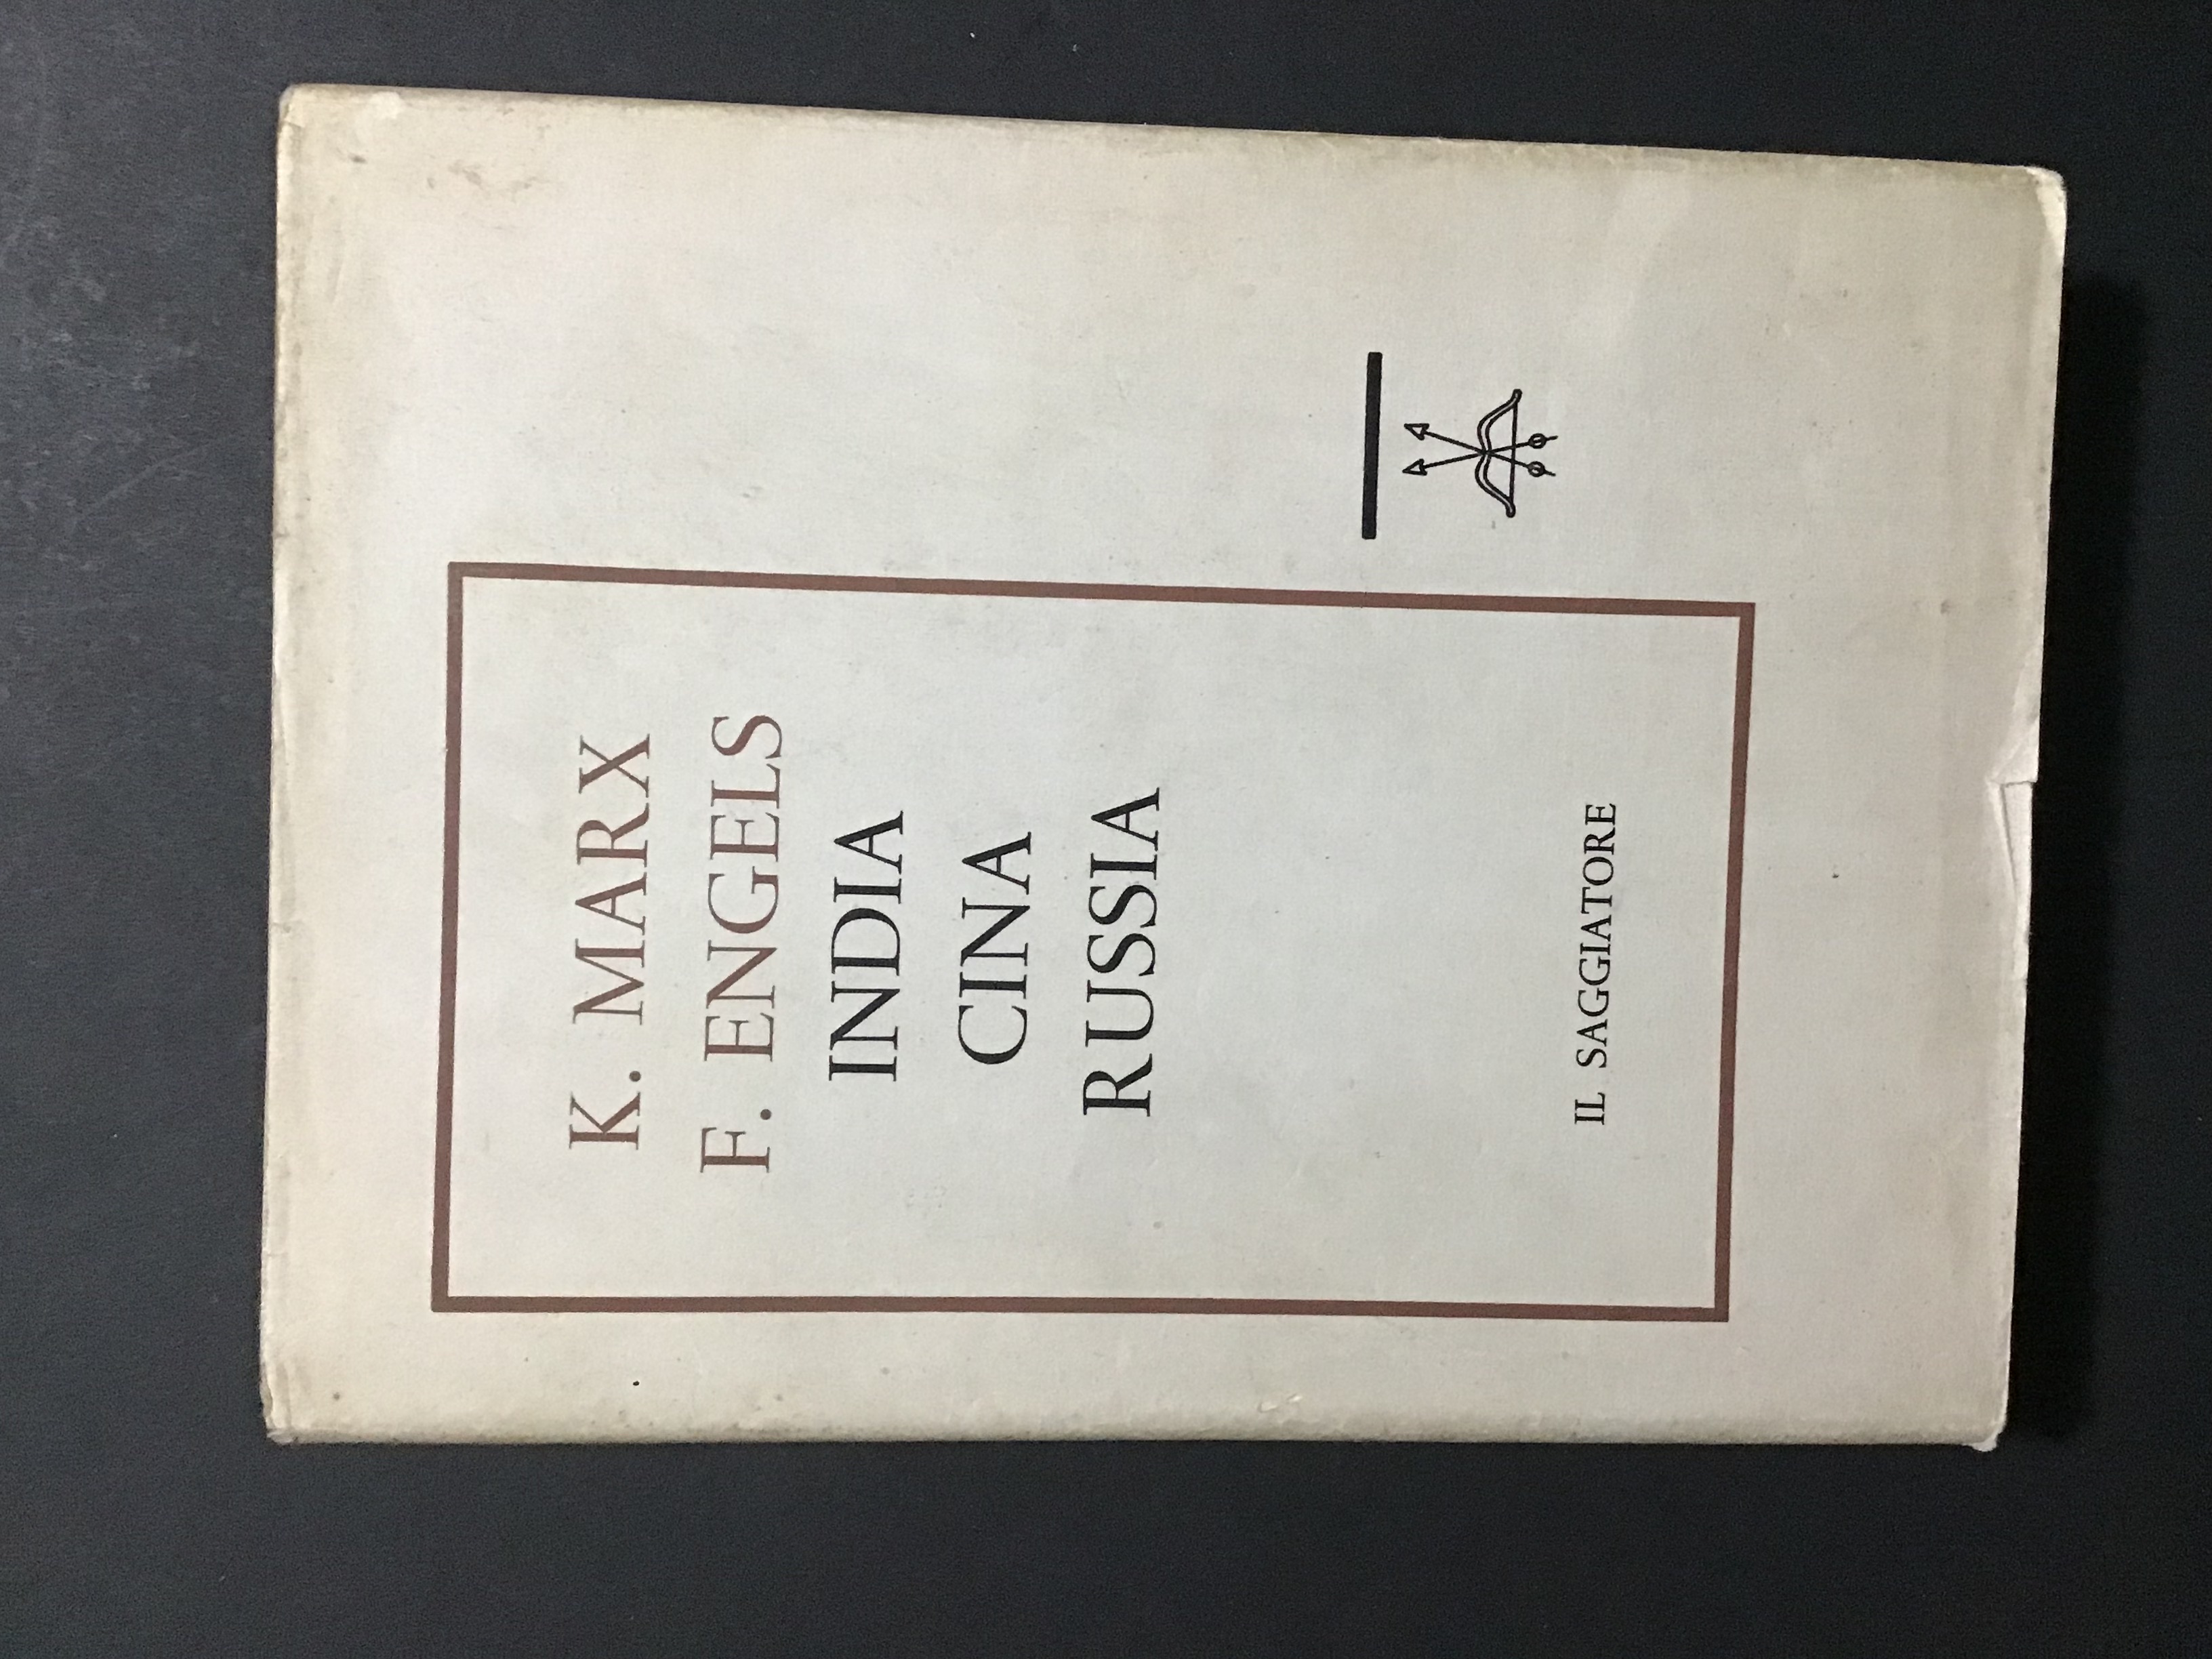 K. MARX
F. ENGELS
INDIA
CINA
RUSSIA
IL SAGGIATORE